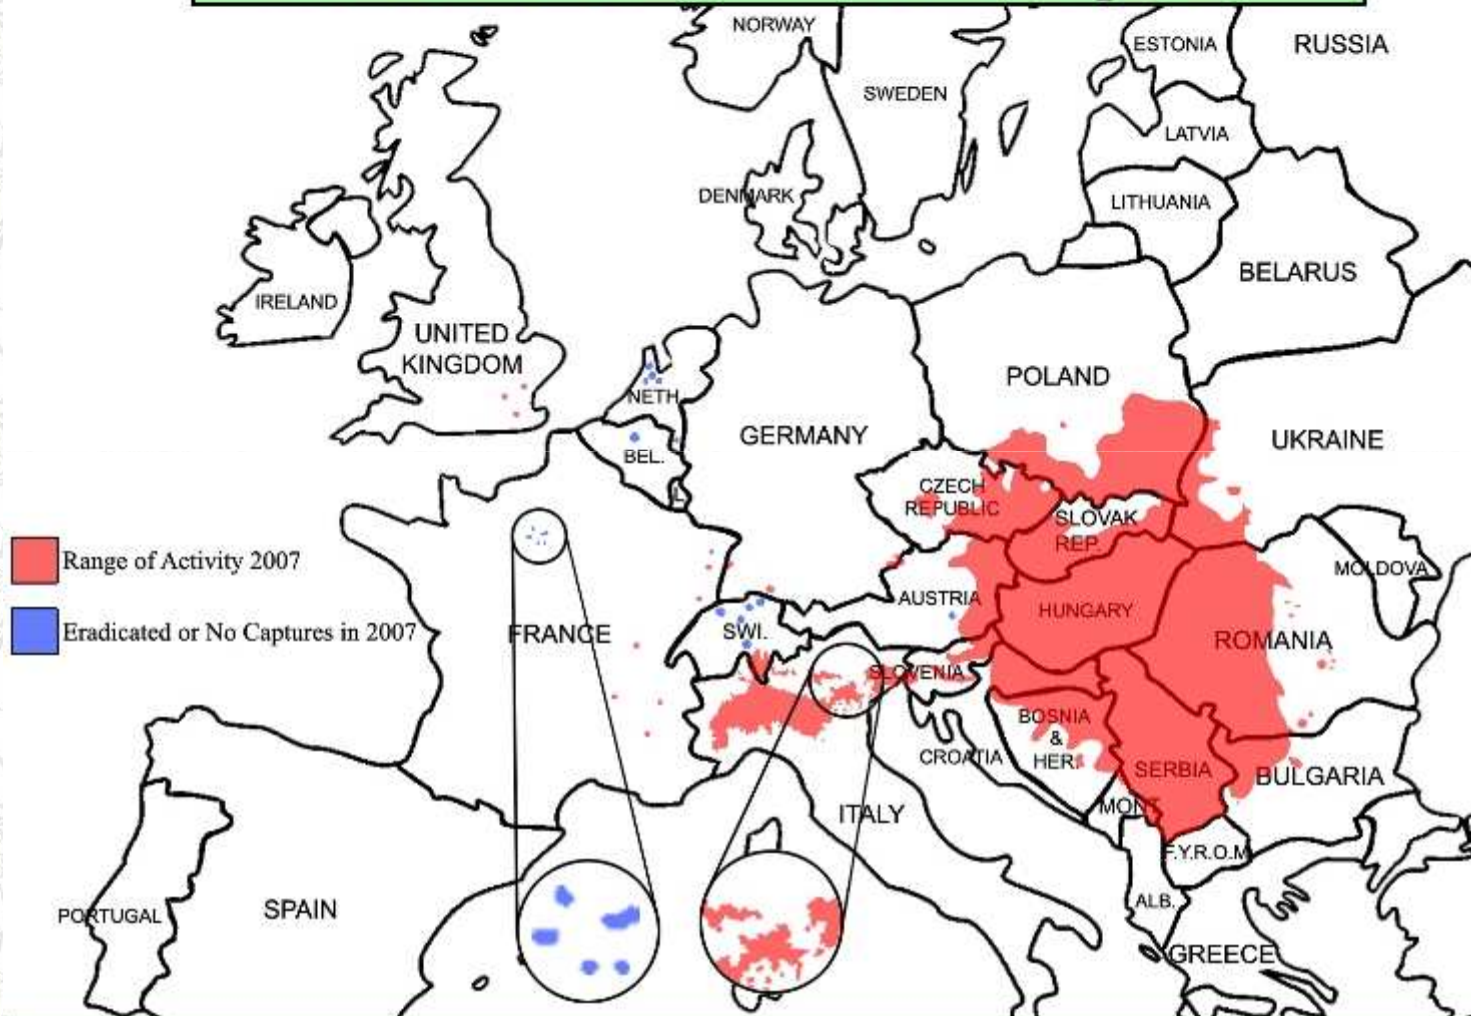 NORWAY
ESTONIA
RUSSIA
SWEDEN
LATVIA
DENMARK
LITHUANIA
BELARUS
IRELAND
UNITED
KINGDOM
POLAND
NETH.
GERMANY
UKRAINE
BEL.
CZECH
REPUBLIC
L.
SLOVAK
REP.
Range of Activity 2007
MOLDOVA
AUSTRIA
HUNGARY
Eradicated or No Captures in 2007
FRANCE
SWI.
ROMANIA
SLOVENIA
BOSNIA
&
HER.
CROATIA
SERBIA
BULGARIA
MONT.
ITALY
F.Y.R.O.M.
ALB.
PORTUGAL
SPAIN
GREECE